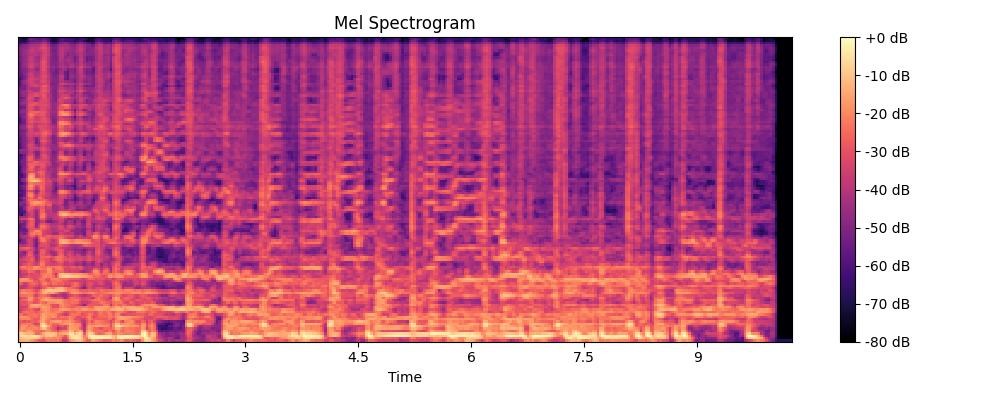 Mel Spectrogram
+0 dB
-10 dB
-20 dB
-30 dB
-40 dB
-50 dB
-60 dB
-70 dB
-80 dB
0 1.5 3 4.5 6 7.5 9
Time